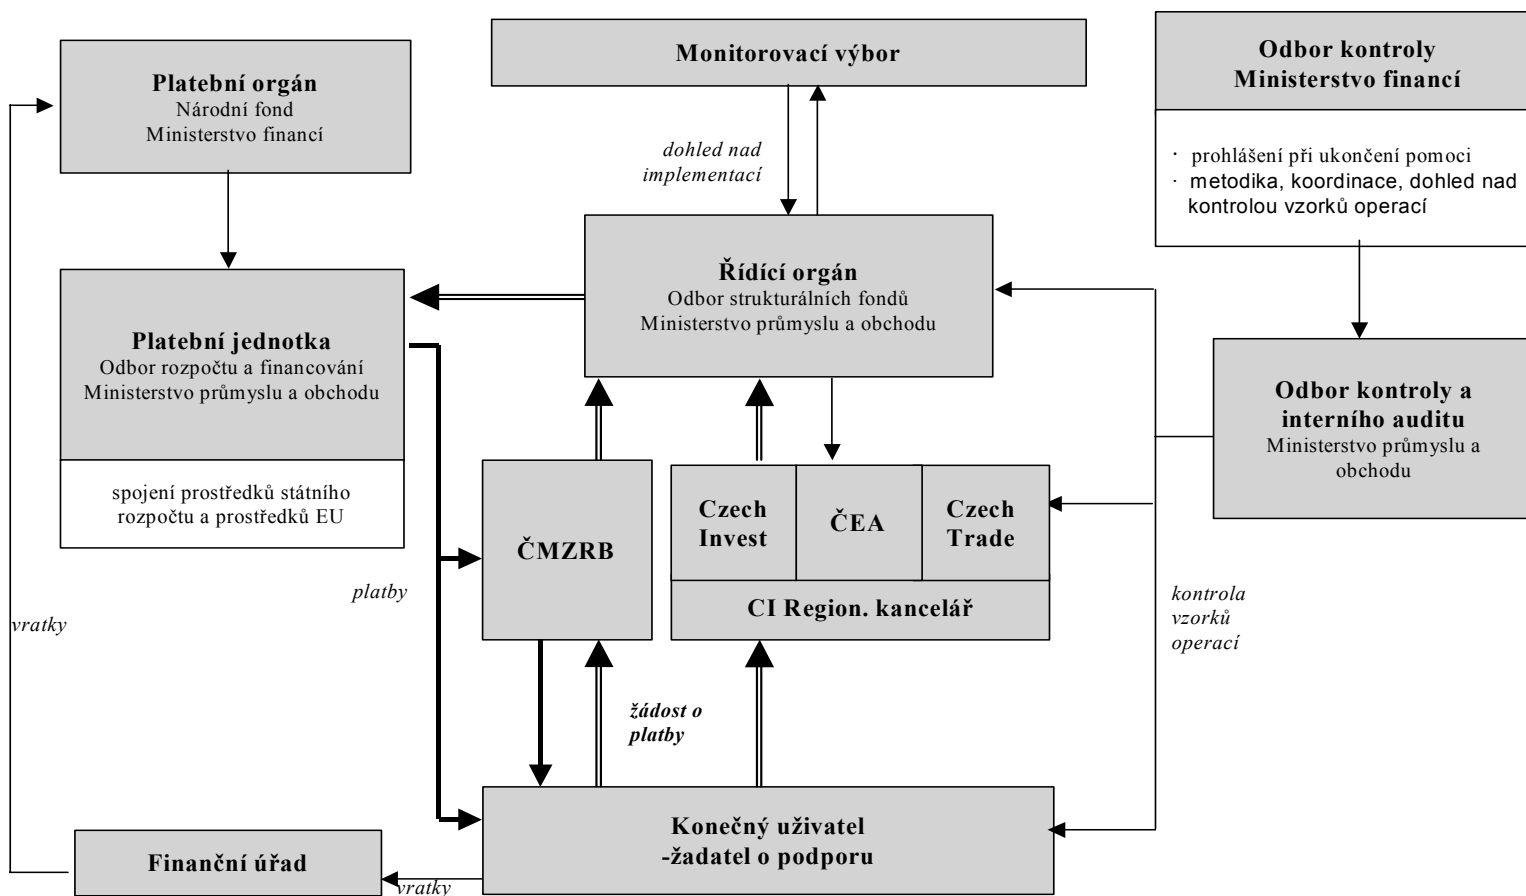 Platební orgán
Národní fond
Ministerstvo financí
Monitorovací výbor
Odbor kontroly
Ministerstvo financí
· prohlášení při ukončení pomoci
· metodika, koordinace, dohled nad
kontrolou vzorků operací
dohled nad
implementací
Řídící orgán
Odbor strukturálních fondů
Ministerstvo průmyslu a obchodu
Platební jednotka
Odbor rozpočtu a financování
Ministerstvo průmyslu a obchodu
spojení prostředků státního
rozpočtu a prostředků EU
Odbor kontroly a
interního auditu
Ministerstvo průmyslu a
obchodu
ČMZRB
Czech
Invest
ČEA
Czech
Trade
CI Region. kancelář
platby
vratky
kontrola
vzorků
operací
žádost o
platby
Konečný uživatel
-žadatel o podporu
Finanční úřad
vratky